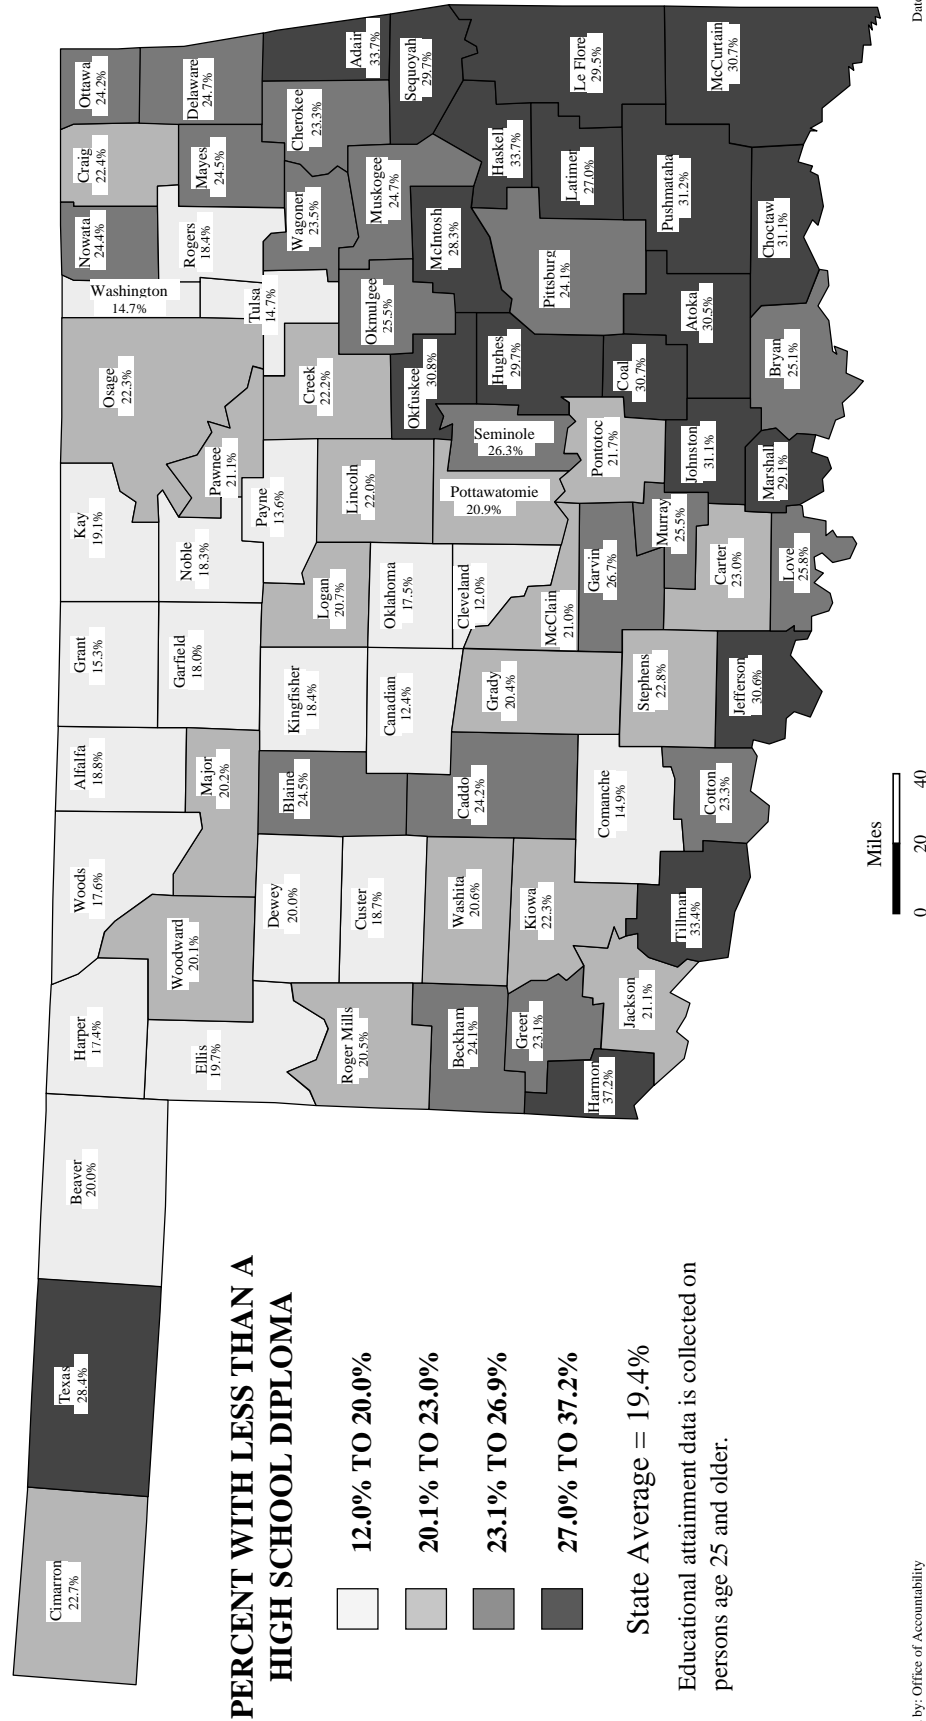 Cimarron
22.7%
Texas
28.4%
Beaver
20.0%
Harper
17.4%
Woods
17.6%
Alfalfa
18.8%
Grant
15.3%
Kay
19.1%
Osage
22.3%
Washington
14.7%
Nowata
24.4%
Craig
22.4%
Ottawa
24.2%
Ellis
19.7%
Woodward
20.1%
Major
20.2%
Garfield
18.0%
Noble
18.3%
Pawnee
21.1%
Rogers
18.4%
Mayes
24.5%
Delaware
24.7%
Dewey
20.0%
Blaine
24.5%
Kingfisher
18.4%
Logan
20.7%
Payne
13.6%
Creek
22.2%
Tulsa
14.7%
Wagoner
23.5%
Cherokee
23.3%
Adair
33.7%
Roger Mills
20.5%
Custer
18.7%
Canadian
12.4%
Oklahoma
17.5%
Lincoln
22.0%
Okfuskee
30.8%
Okmulgee
25.5%
Muskogee
24.7%
Sequoyah
29.7%
Beckham
24.1%
Washita
20.6%
Caddo
24.2%
Grady
20.4%
Cleveland
12.0%
Pottawatomie
20.9%
Seminole
26.3%
Hughes
29.7%
McIntosh
28.3%
Haskell
33.7%
Greer
23.1%
Kiowa
22.3%
McClain
21.0%
Garvin
26.7%
Pontotoc
21.7%
Coal
30.7%
Pittsburg
24.1%
Latimer
27.0%
Le Flore
29.5%
Harmon
37.2%
Jackson
21.1%
Comanche
14.9%
Stephens
22.8%
Murray
25.5%
Johnston
31.1%
Atoka
30.5%
Pushmataha
31.2%
McCurtain
30.7%
Tillman
33.4%
Cotton
23.3%
Jefferson
30.6%
Carter
23.0%
Love
25.8%
Marshall
29.1%
Bryan
25.1%
Choctaw
31.1%
PERCENT WITH LESS THAN A
HIGH SCHOOL DIPLOMA
12.0% TO 20.0%
20.1% TO 23.0%
23.1% TO 26.9%
27.0% TO 37.2%
State Average = 19.4%
Educational attainment data is collected on
persons age 25 and older.
Miles
0 20 40
by: Office of Accountability
Date